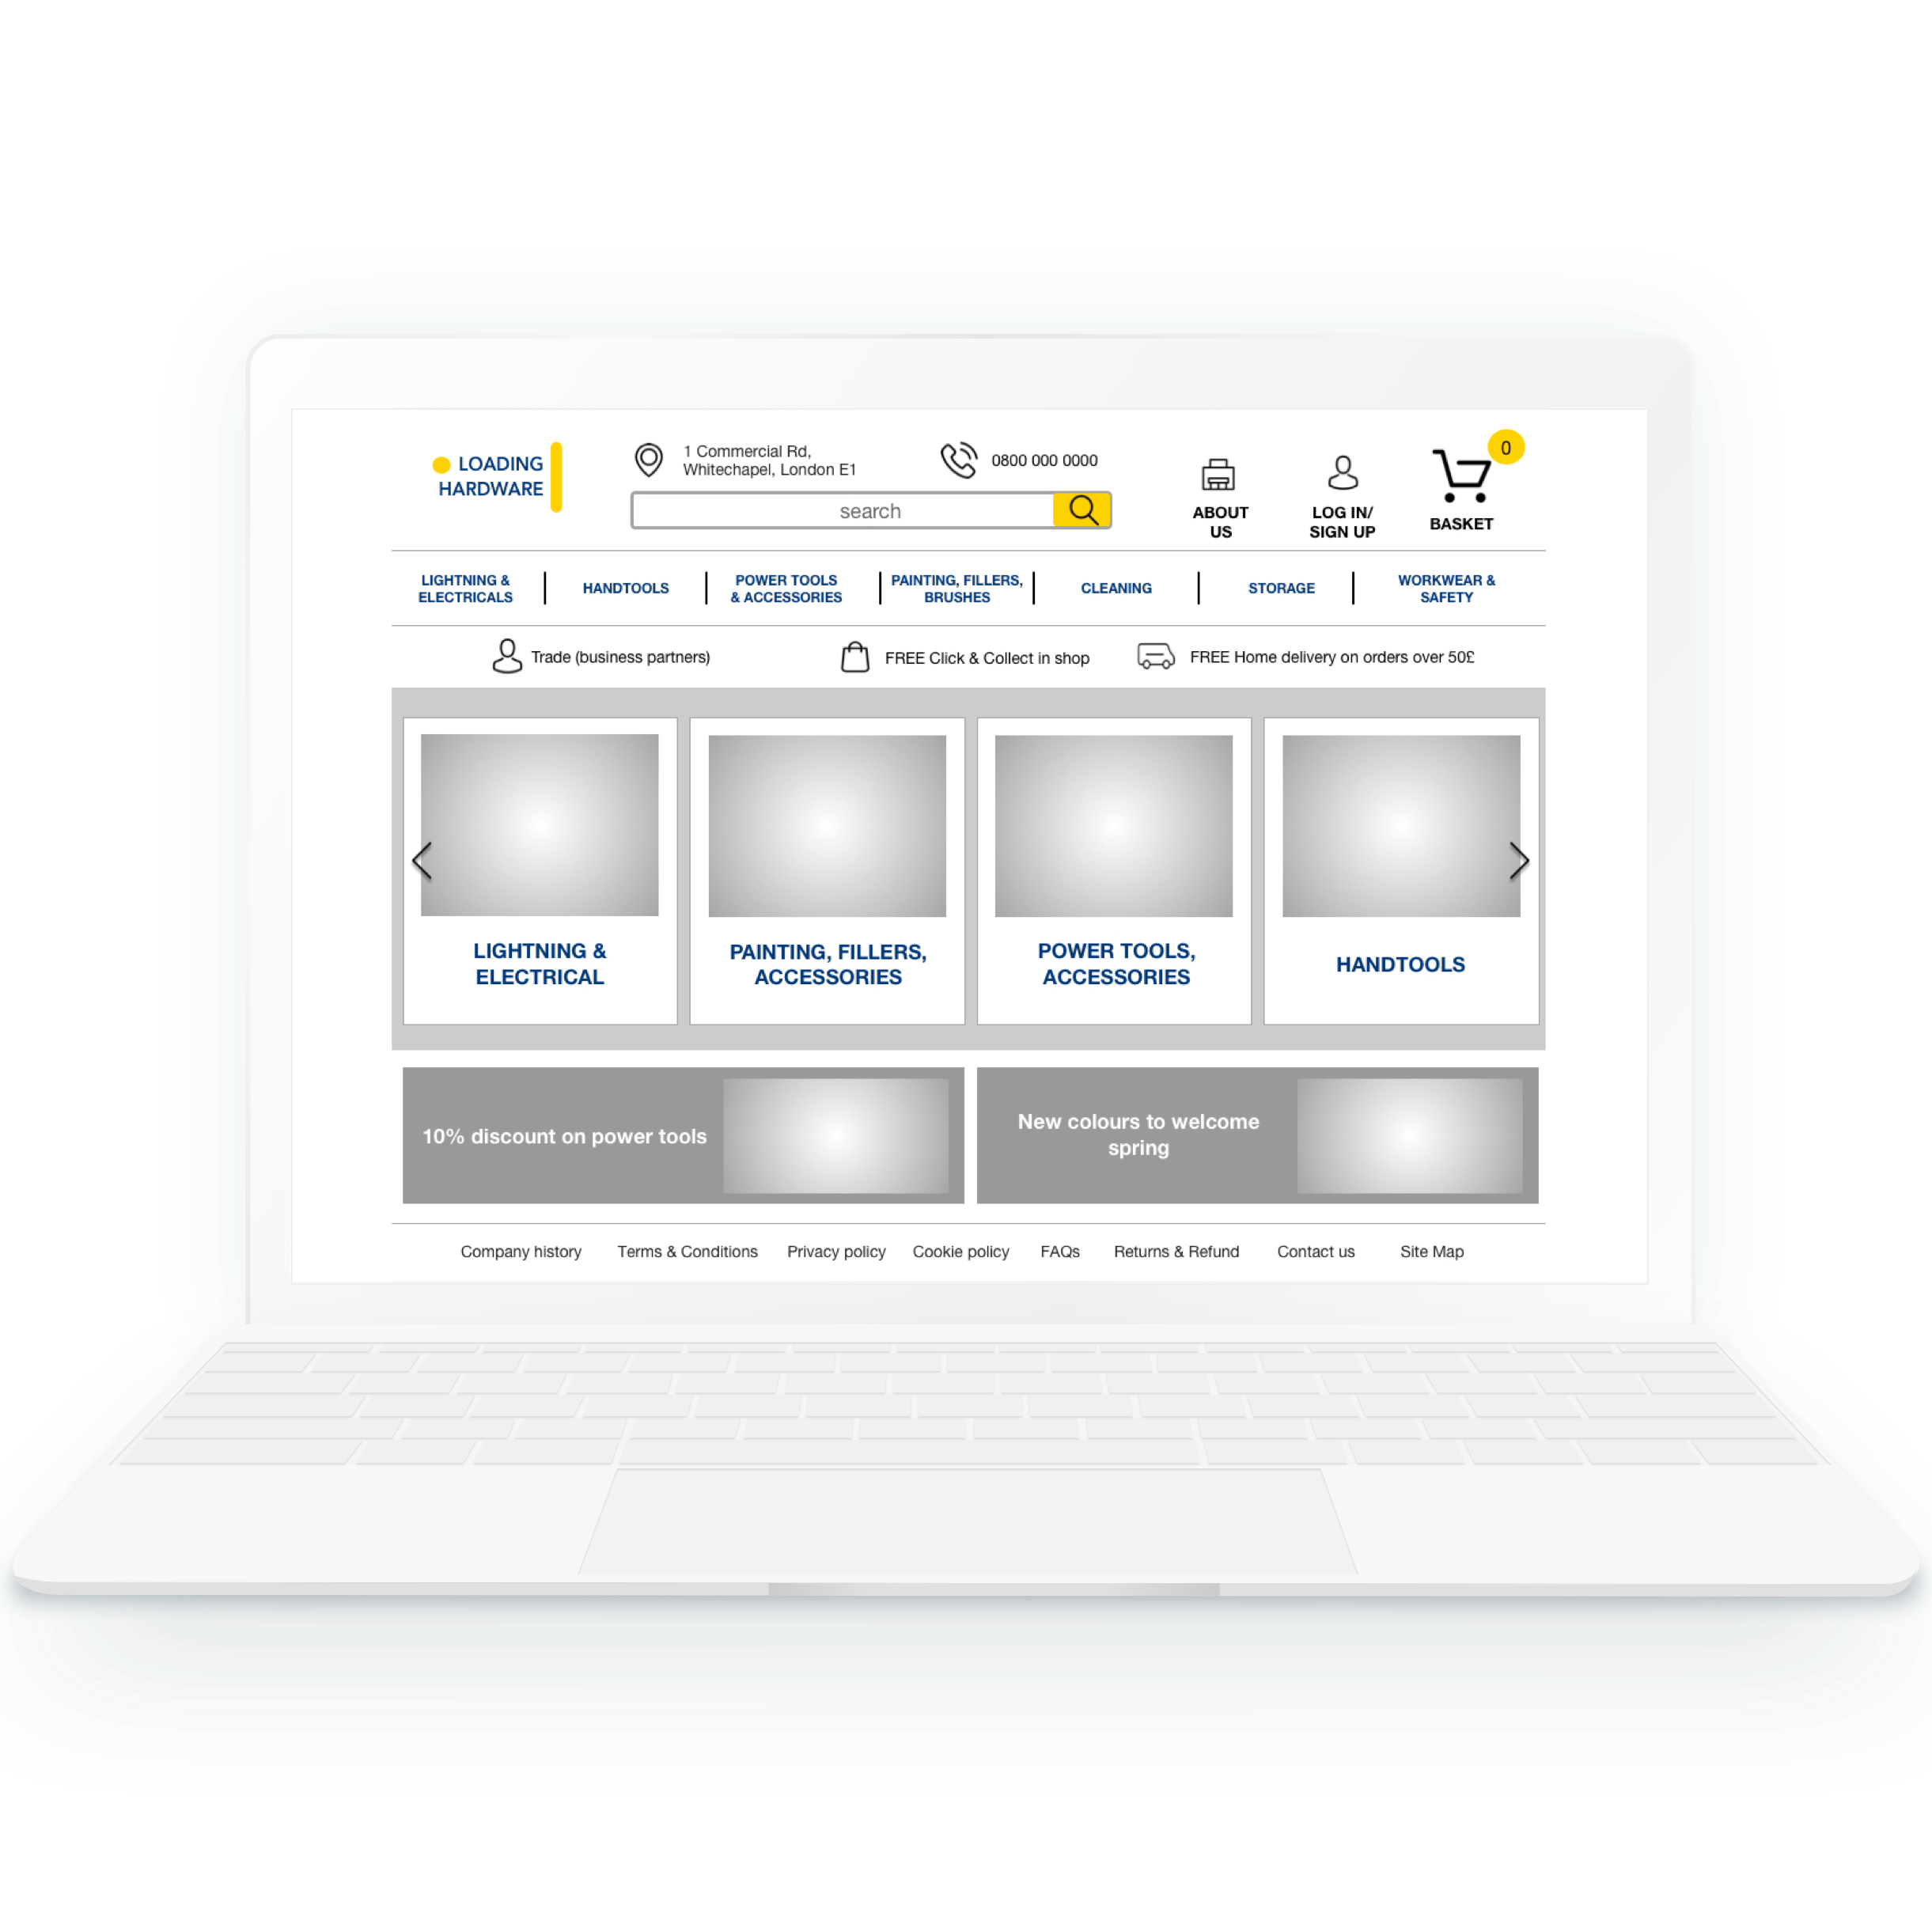 LOADING
HARDWARE
1 Commercial Rd,
Whitechapel, London E1
0800 000 0000
search
ABOUT
US
LOG IN/
SIGN UP
0
BASKET
LIGHTNING &
ELECTRICALS
HANDTOOLS
POWER TOOLS
& ACCESSORIES
PAINTING, FILLERS,
BRUSHES
CLEANING
STORAGE
WORKWEAR &
SAFETY
Trade (business partners)
FREE Click & Collect in shop
FREE Home delivery on orders over 50£
LIGHTNING &
ELECTRICAL
PAINTING, FILLERS,
ACCESSORIES
POWER TOOLS,
ACCESSORIES
HANDTOOLS
10% discount on power tools
New colours to welcome
spring
Company history
Terms & Conditions
Privacy policy
Cookie policy
FAQs
Returns & Refund
Contact us
Site Map